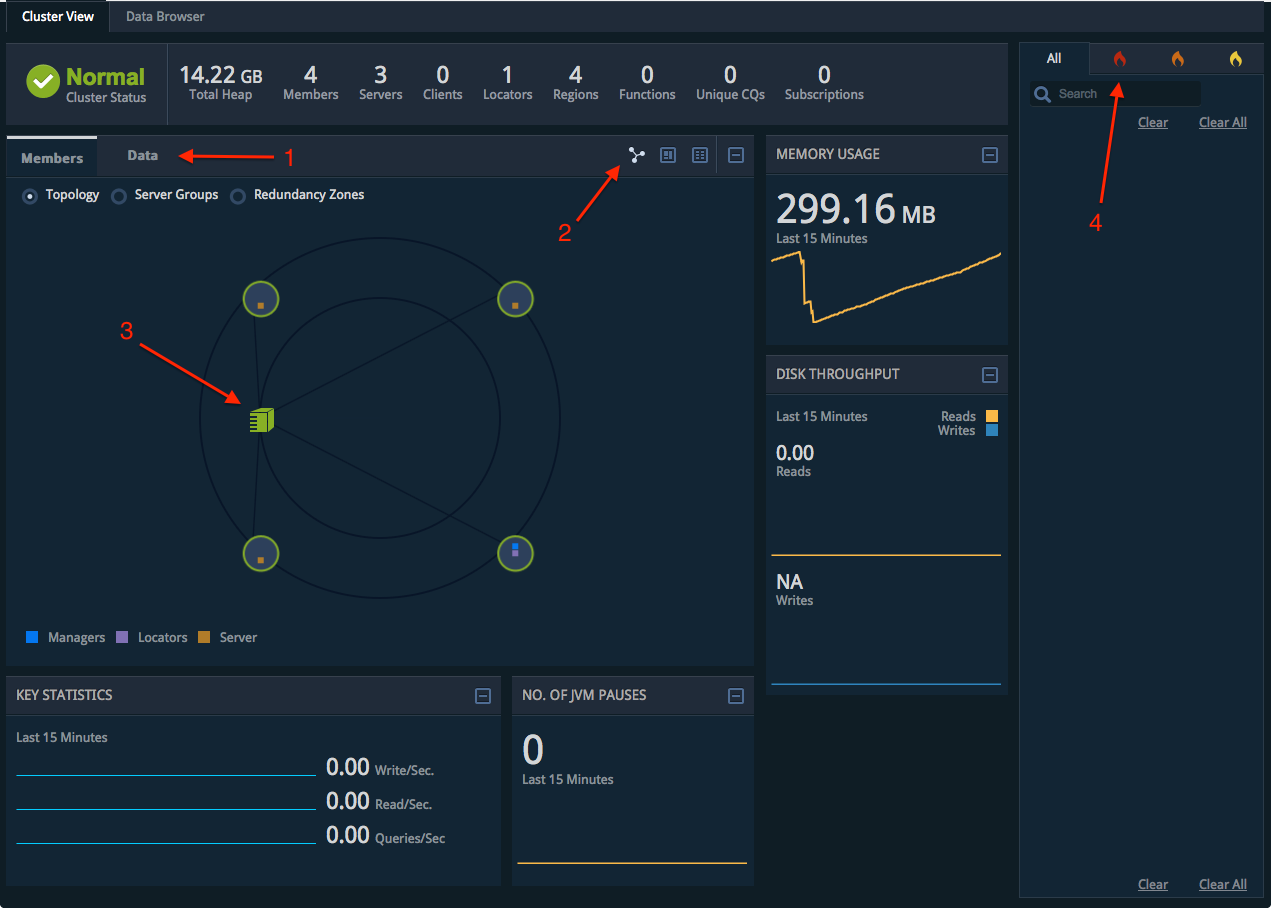 Cluster View Data Browser
Normal
Cluster Status
14.22 GB 4 3 0 1 4 0 0 0
Total Heap Members Servers Clients Locators Regions Functions Unique CQs Subscriptions
All
Search
Clear Clear All
Members Data 1
Topology Server Groups Redundancy Zones
2
3
4
Managers Locators Server
MEMORY USAGE
299.16 MB
Last 15 Minutes
DISK THROUGHPUT
Last 15 Minutes Reads
Writes
0.00
Reads
NA
Writes
KEY STATISTICS
Last 15 Minutes
0.00 Write/Sec.
0.00 Read/Sec.
0.00 Queries/Sec
NO. OF JVM PAUSES
0
Last 15 Minutes
Clear Clear All